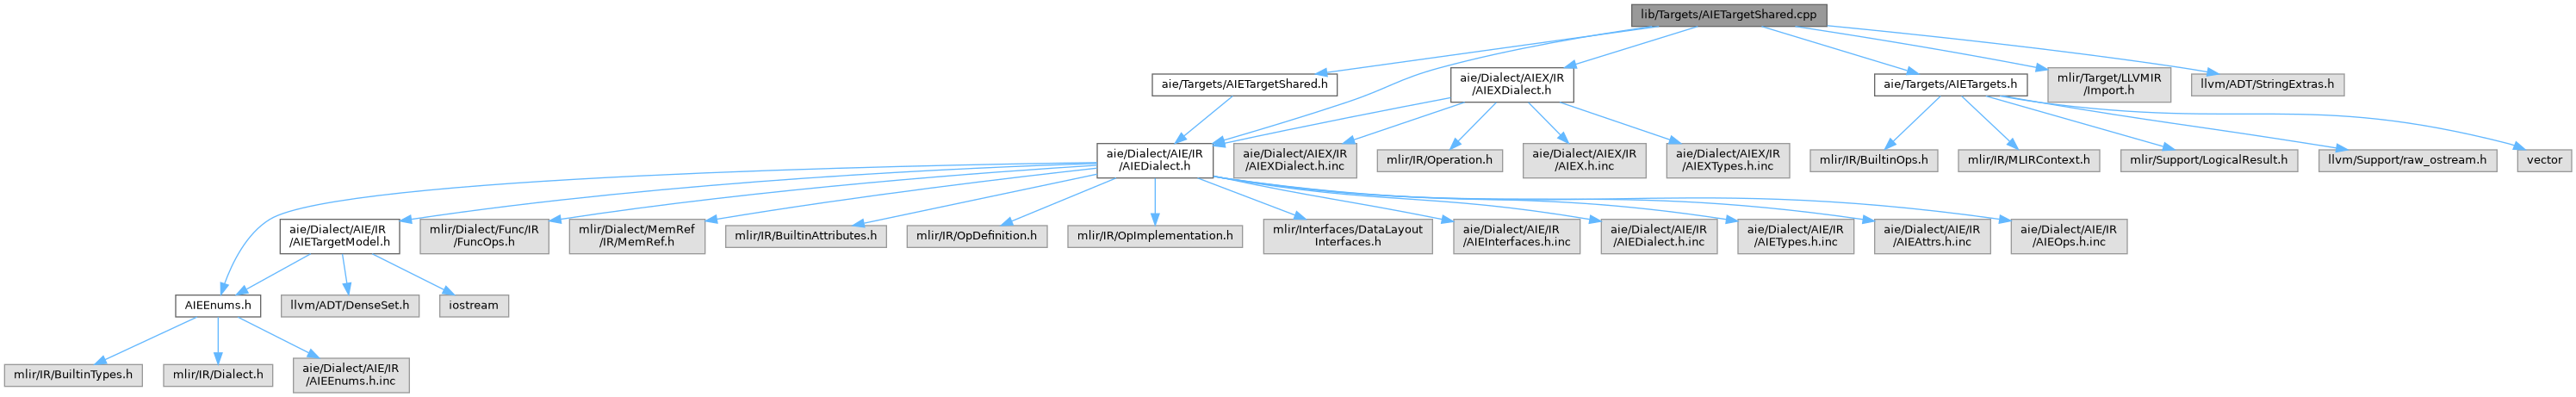 lib/Targets/AIETargetShared.cpp
aie/Targets/AIETargetShared.h
aie/Dialect/AIEX/IR
/AIEXDialect.h
aie/Targets/AIETargets.h
mlir/Target/LLVMIR
/Import.h
llvm/ADT/StringExtras.h
aie/Dialect/AIE/IR
/AIEDialect.h
aie/Dialect/AIEX/IR
/AIEXDialect.h.inc
mlir/IR/Operation.h
aie/Dialect/AIEX/IR
/AIEX.h.inc
aie/Dialect/AIEX/IR
/AIEXTypes.h.inc
mlir/IR/BuiltinOps.h
mlir/IR/MLIRContext.h
mlir/Support/LogicalResult.h
llvm/Support/raw_ostream.h
vector
aie/Dialect/AIE/IR
/AIETargetModel.h
mlir/Dialect/Func/IR
/FuncOps.h
mlir/Dialect/MemRef
/IR/MemRef.h
mlir/IR/BuiltinAttributes.h
mlir/IR/OpDefinition.h
mlir/IR/OpImplementation.h
mlir/Interfaces/DataLayout
Interfaces.h
aie/Dialect/AIE/IR
/AIEInterfaces.h.inc
aie/Dialect/AIE/IR
/AIEDialect.h.inc
aie/Dialect/AIE/IR
/AIETypes.h.inc
aie/Dialect/AIE/IR
/AIEAttrs.h.inc
aie/Dialect/AIE/IR
/AIEOps.h.inc
AIEEnums.h
llvm/ADT/DenseSet.h
iostream
mlir/IR/BuiltinTypes.h
mlir/IR/Dialect.h
aie/Dialect/AIE/IR
/AIEEnums.h.inc